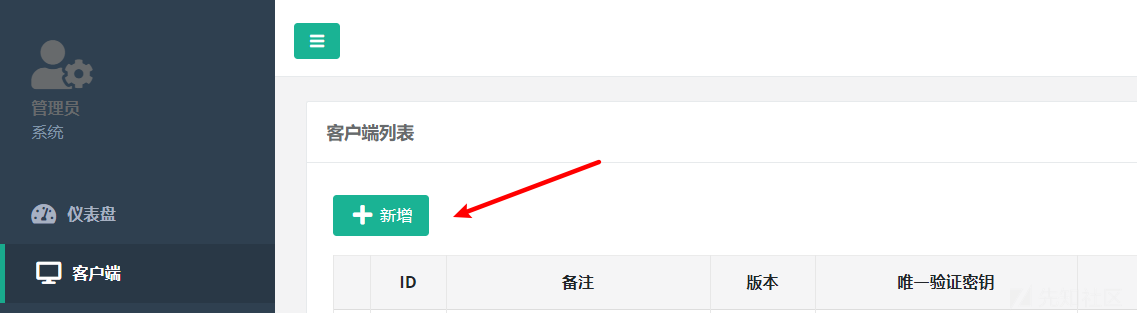 管理员
系统
仪表盘
客户端
客户端列表
新增
ID 备注 版本 唯一验证密钥
先知社区